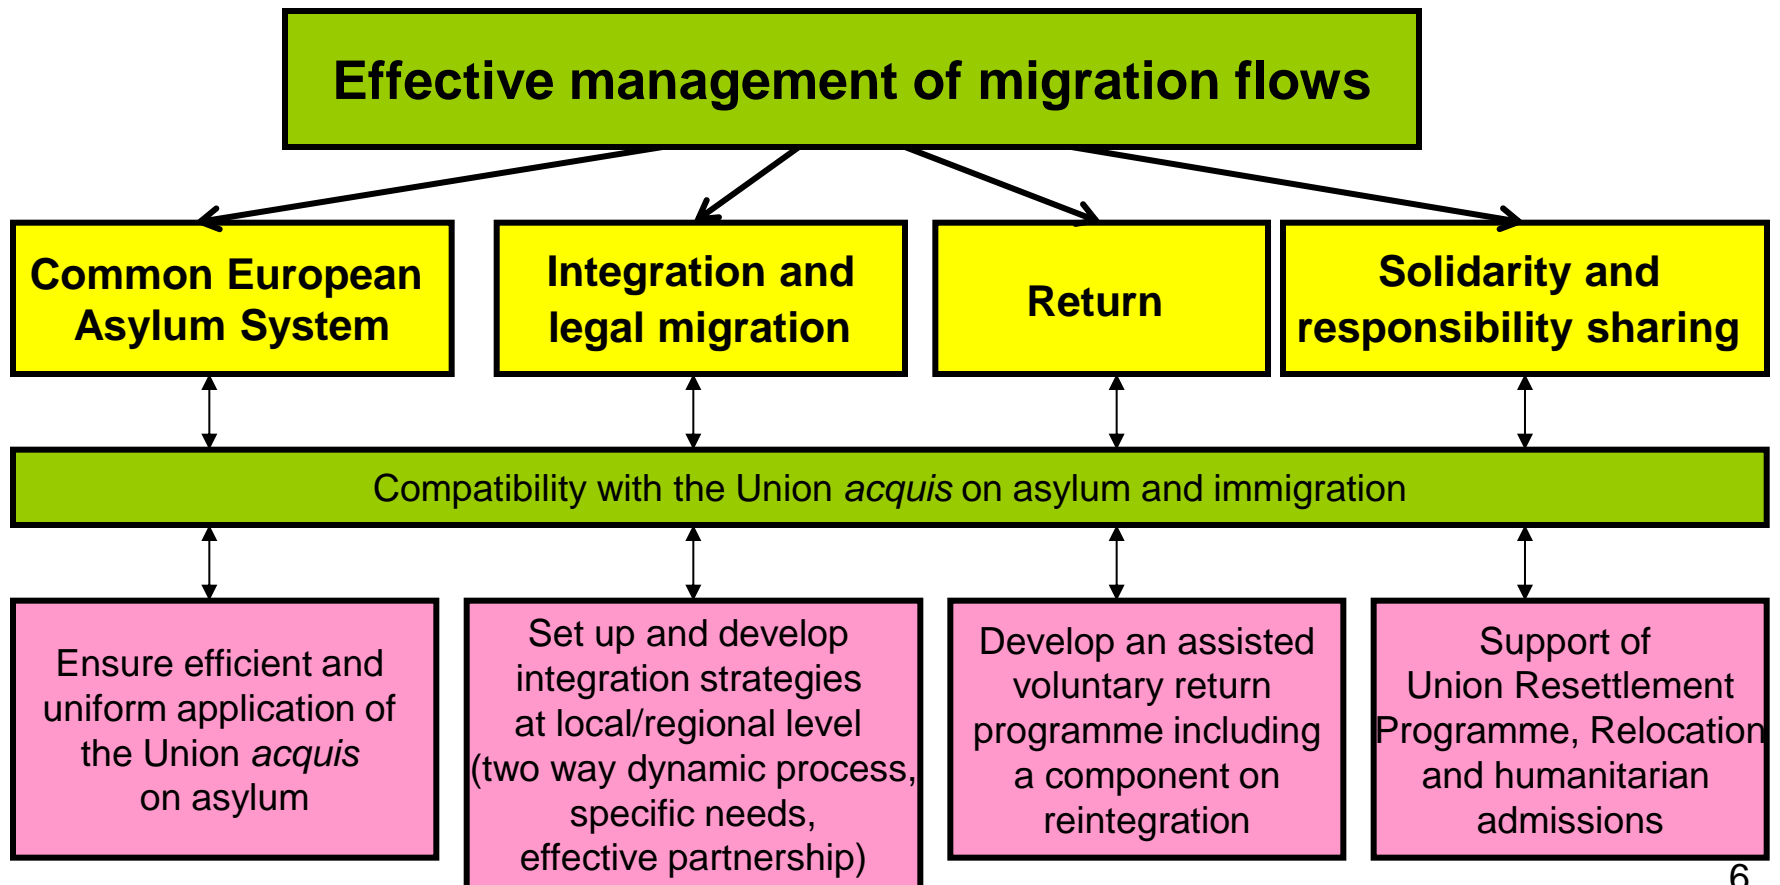 Effective management of migration flows
Common European
Asylum System
Integration and
legal migration
Return
Solidarity and
responsibility sharing
Compatibility with the Union acquis on asylum and immigration
Ensure efficient and
uniform application of
the Union acquis
on asylum
Set up and develop
integration strategies
at local/regional level
(two way dynamic process,
specific needs,
effective partnership)
Develop an assisted
voluntary return
programme including
a component on
reintegration
Support of
Union Resettlement
Programme, Relocation
and humanitarian
admissions
6